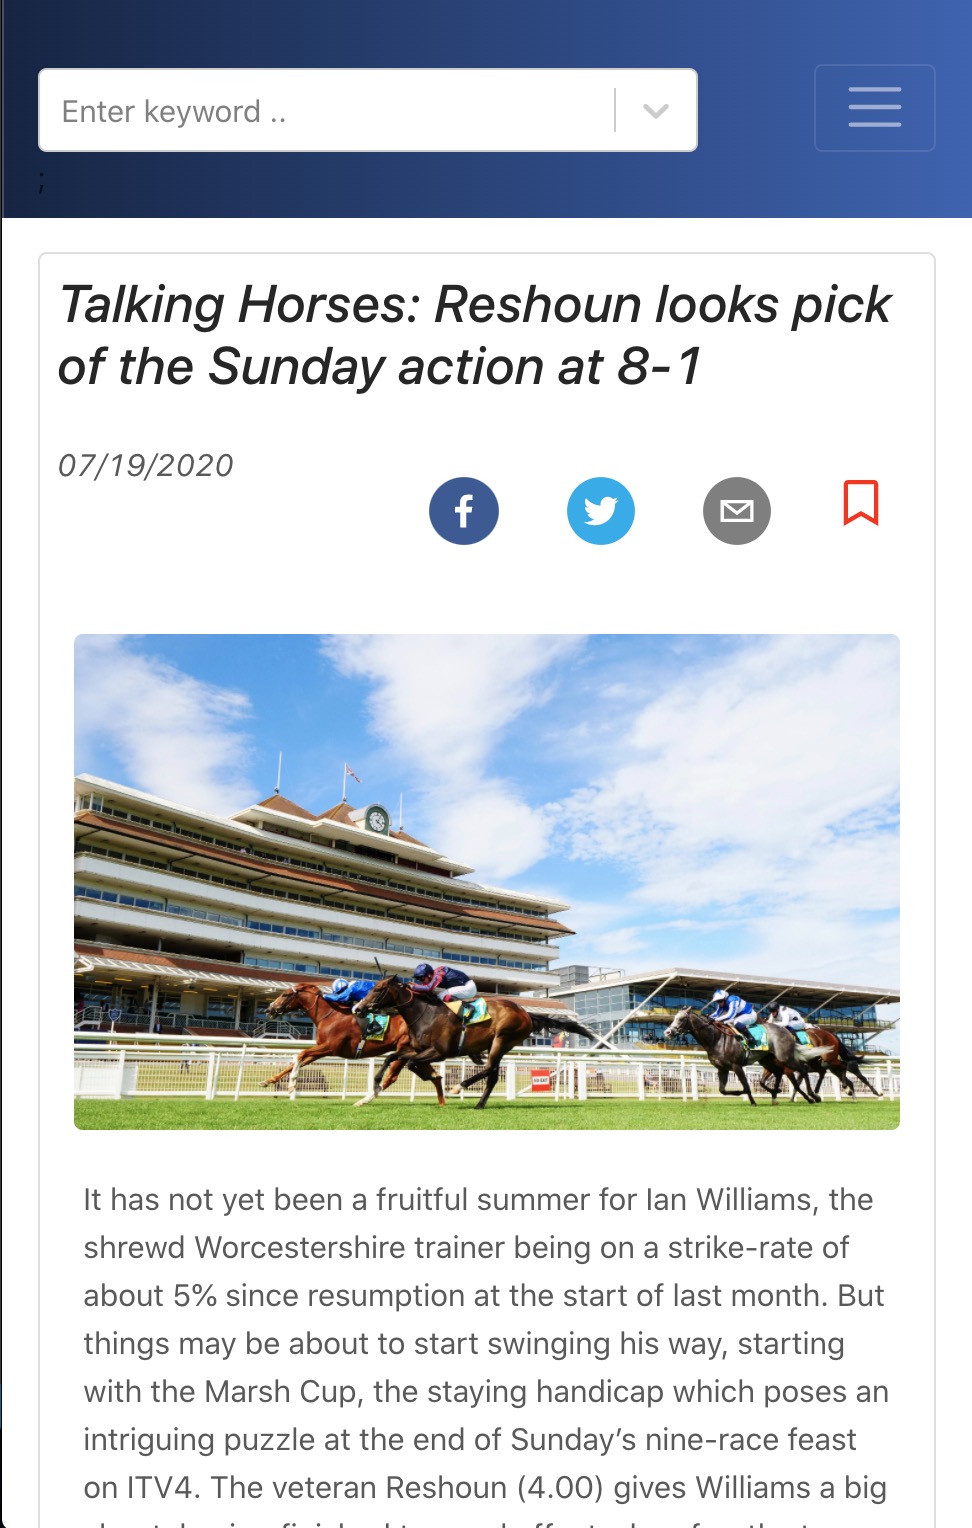 Enter keyword ..
;
Talking Horses: Reshoun looks pick
of the Sunday action at 8-1
07/19/2020
It has not yet been a fruitful summer for Ian Williams, the
shrewd Worcestershire trainer being on a strike-rate of
about 5% since resumption at the start of last month. But
things may be about to start swinging his way, starting
with the Marsh Cup, the staying handicap which poses an
intriguing puzzle at the end of Sunday’s nine-race feast
on ITV4. The veteran Reshoun (4.00) gives Williams a big